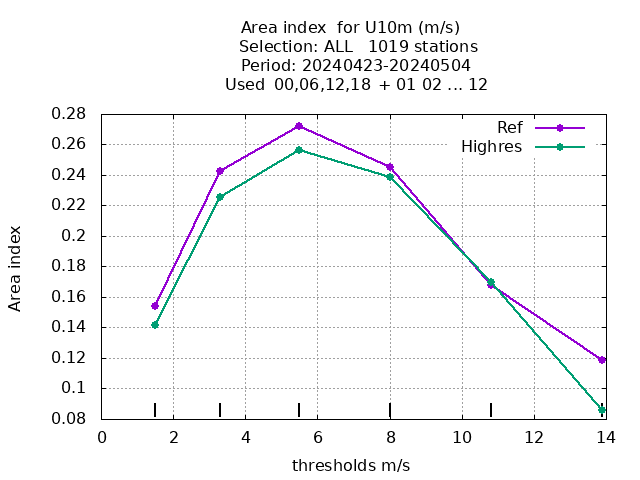 Area index  for U10m (m/s)
Selection: ALL   1019 stations
Period: 20240423-20240504
Used  00,06,12,18  + 01 02 ... 12
Ref
Highres
Area index
0.28
0.26
0.24
0.22
0.2
0.18
0.16
0.14
0.12
0.1
0.08
0 2 4 6 8 10 12 14
thresholds m/s